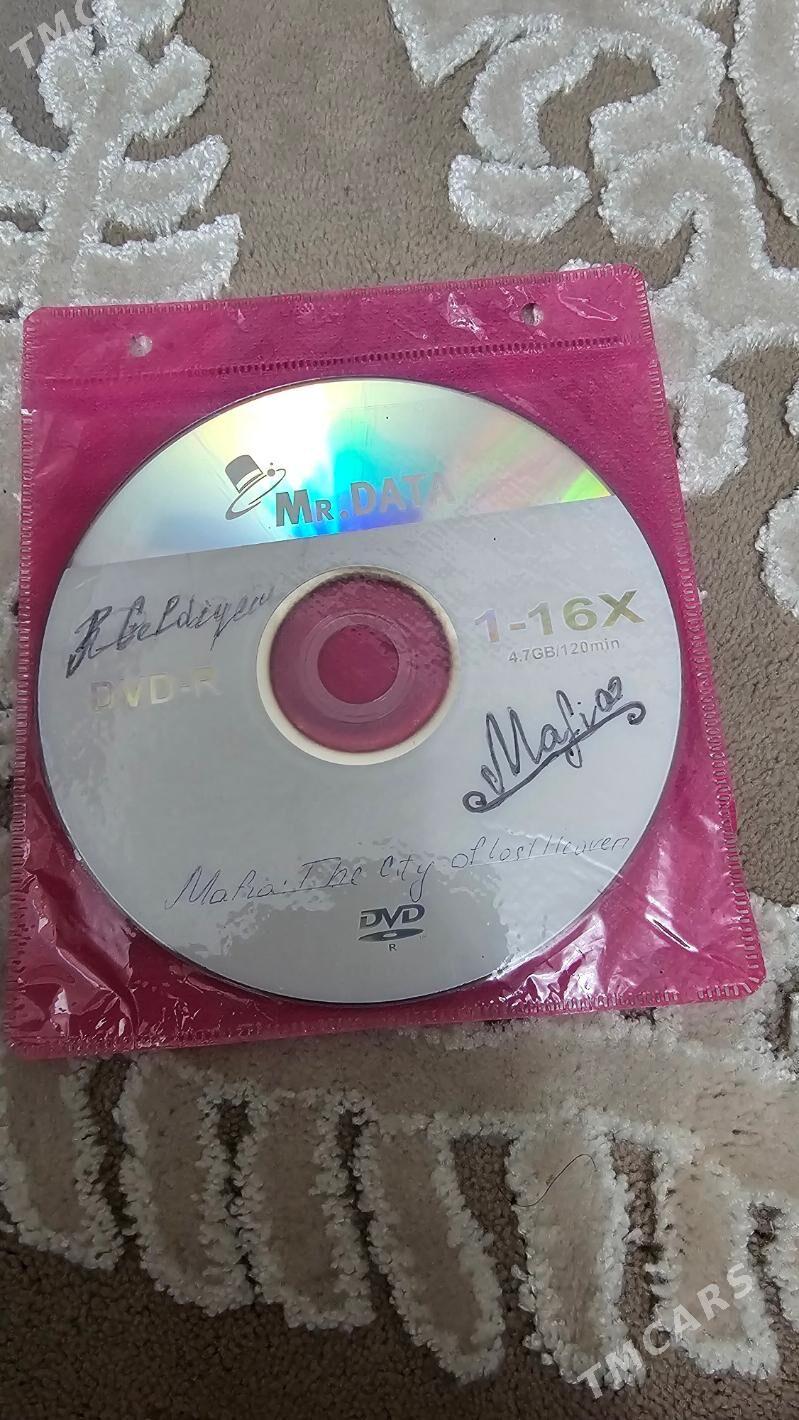 TMC
MR.DATA
R Geldiyew
1-16X
4.7GB/120min
DVD-R
Mafia
Mafia: The City of Lost Heaven
DVD
R
TMCARS